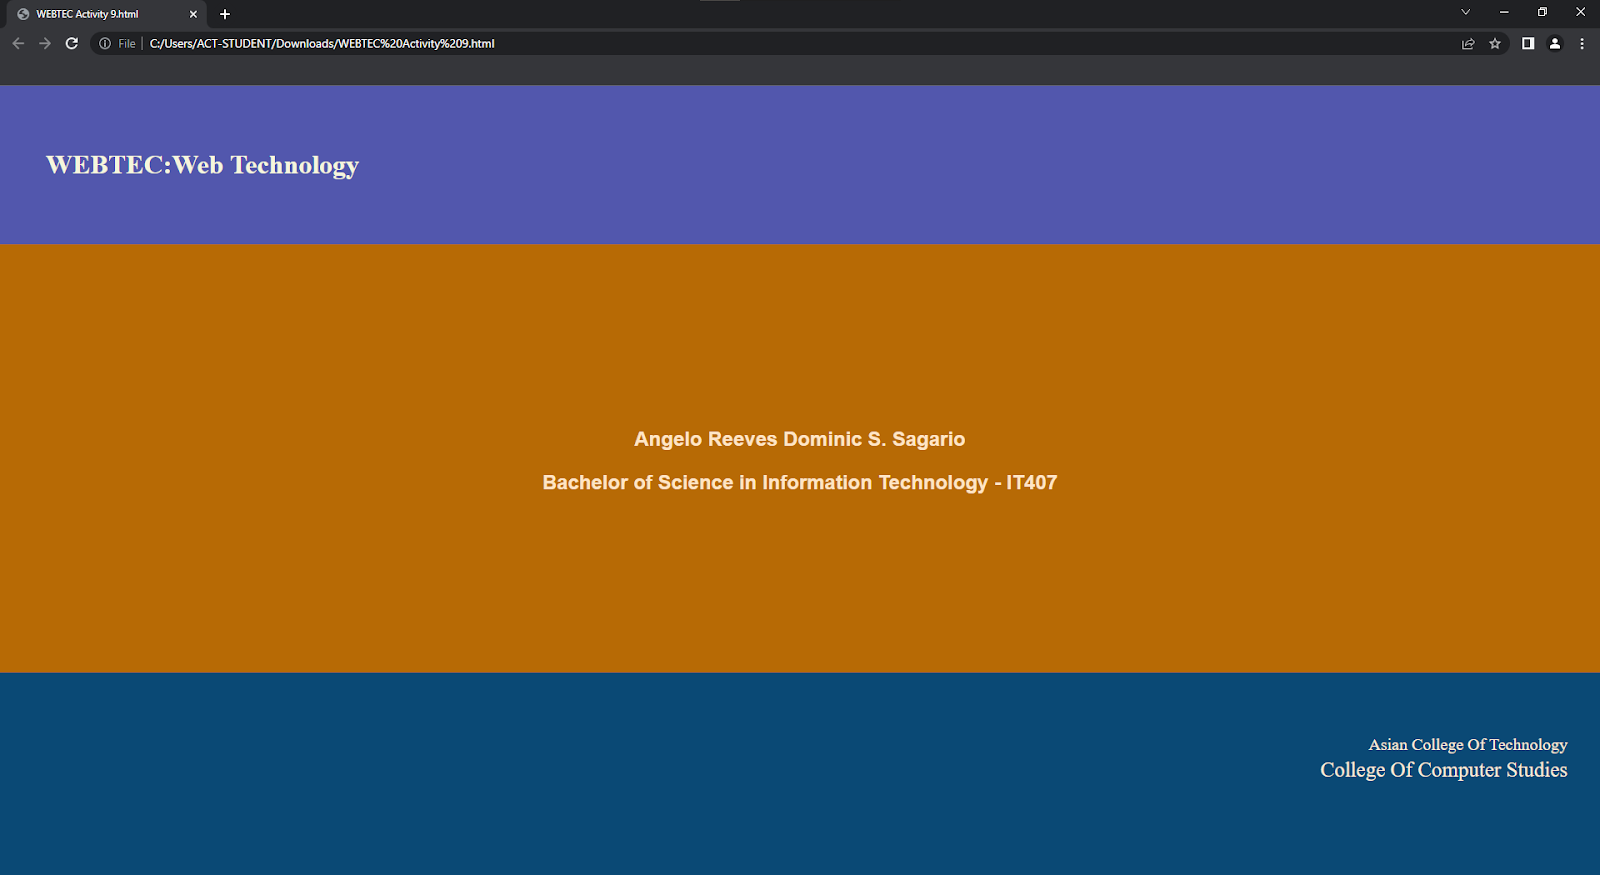 WEBTEC Activity 9.html
File
C:/Users/ACT-STUDENT/Downloads/WEBTEC%20Activity%209.html
WEBTEC:Web Technology
Angelo Reeves Dominic S. Sagario
Bachelor of Science in Information Technology - IT407
Asian College Of Technology
College Of Computer Studies